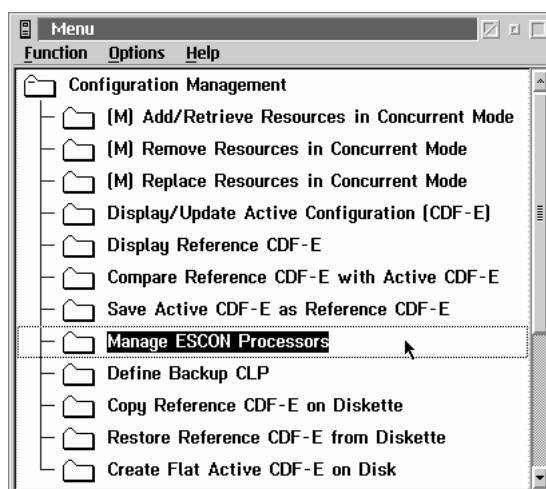 Menu
Function Options Help
Configuration Management
(M) Add/Retrieve Resources in Concurrent Mode
(M) Remove Resources in Concurrent Mode
(M) Replace Resources in Concurrent Mode
Display/Update Active Configuration (CDF-E)
Display Reference CDF-E
Compare Reference CDF-E with Active CDF-E
Save Active CDF-E as Reference CDF-E
Manage ESCON Processors
Define Backup CLP
Copy Reference CDF-E on Diskette
Restore Reference CDF-E from Diskette
Create Flat Active CDF-E on Disk